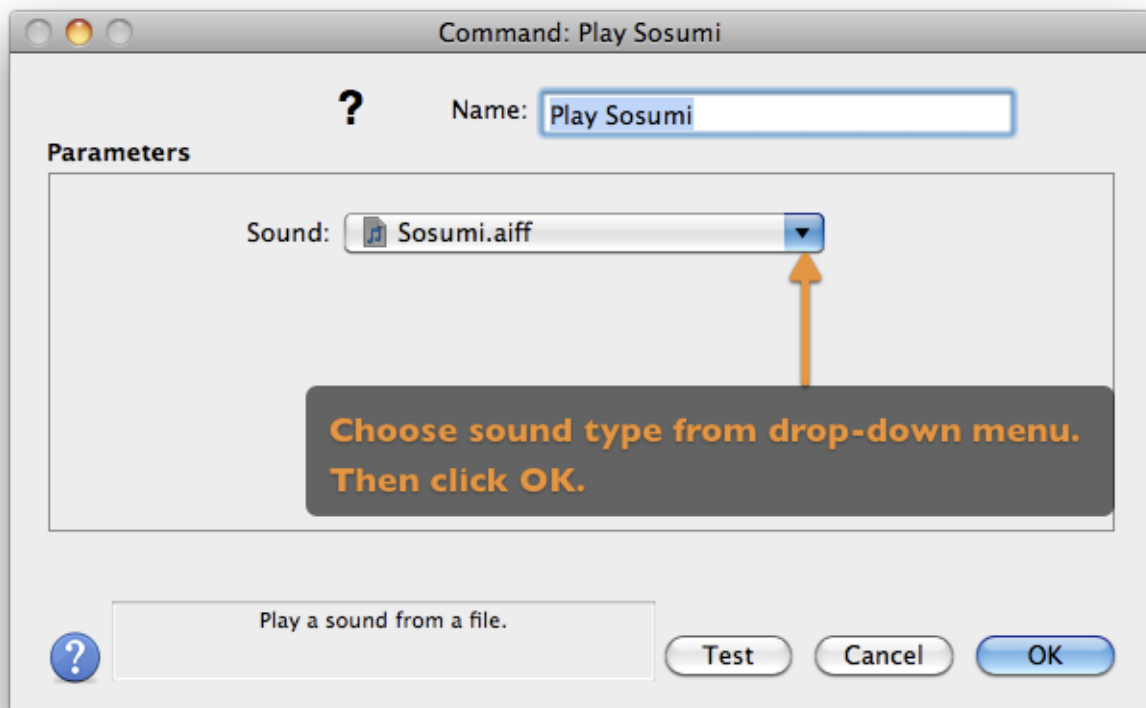 Command: Play Sosumi
? Name: Play Sosumi
Parameters
Sound: Sosumi.aiff
Choose sound type from drop-down menu.
Then click OK.
Play a sound from a file.
? Test Cancel OK